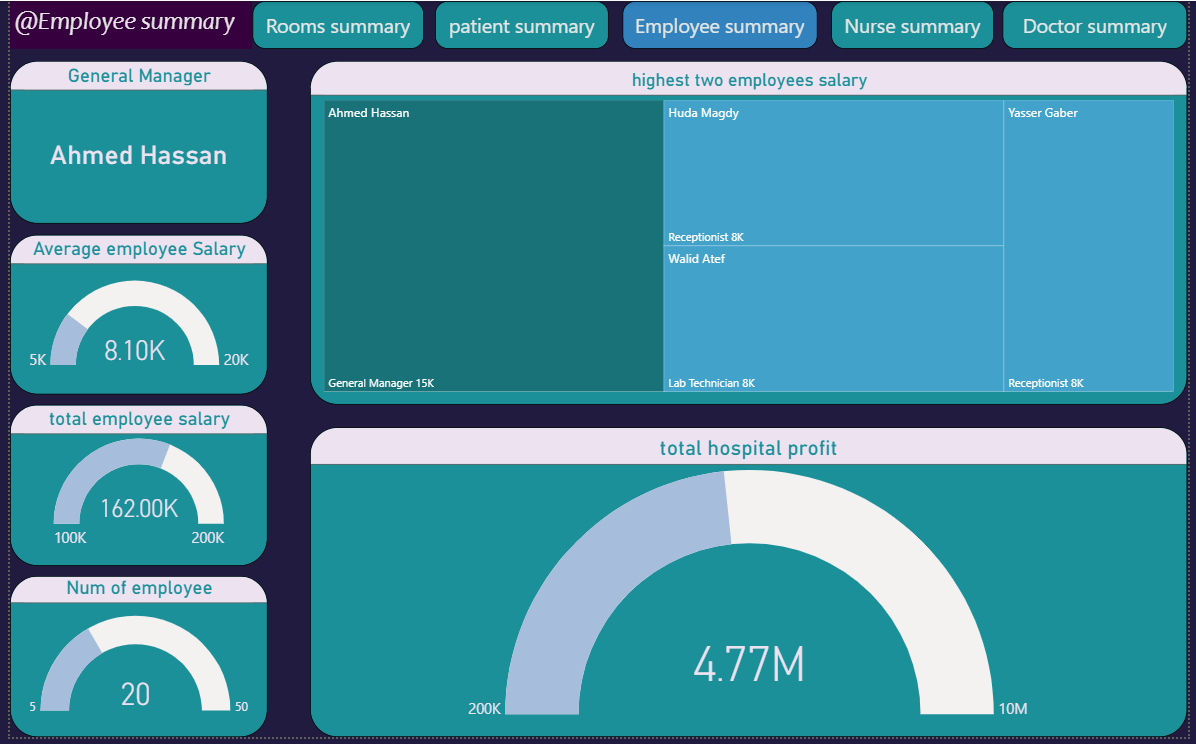 @Employee summary
Rooms summary
patient summary
Employee summary
Nurse summary
Doctor summary
General Manager
Ahmed Hassan
Average employee Salary
8.10K
5K
20K
total employee salary
162.00K
100K
200K
Num of employee
20
5
50
highest two employees salary
Ahmed Hassan
General Manager 15K
Huda Magdy
Receptionist 8K
Walid Atef
Lab Technician 8K
Yasser Gaber
Receptionist 8K
total hospital profit
4.77M
200K
10M